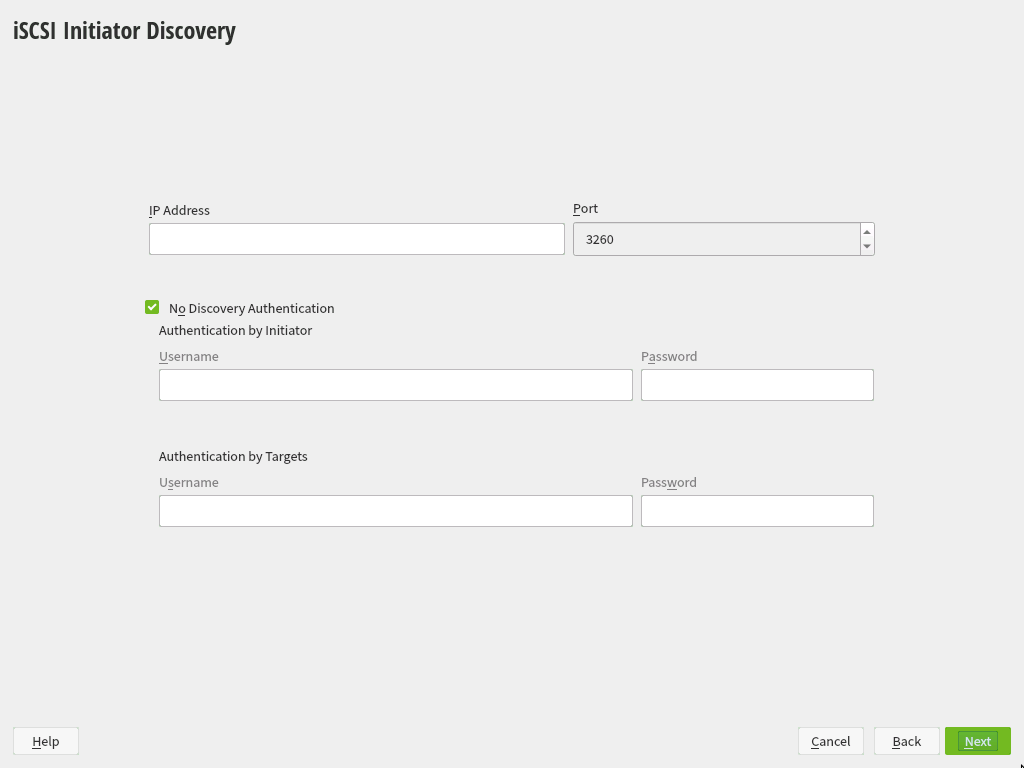 iSCSI Initiator Discovery
IP Address
Port
3260
No Discovery Authentication
Authentication by Initiator
Username
Password
Authentication by Targets
Username
Password
Help
Cancel
Back
Next